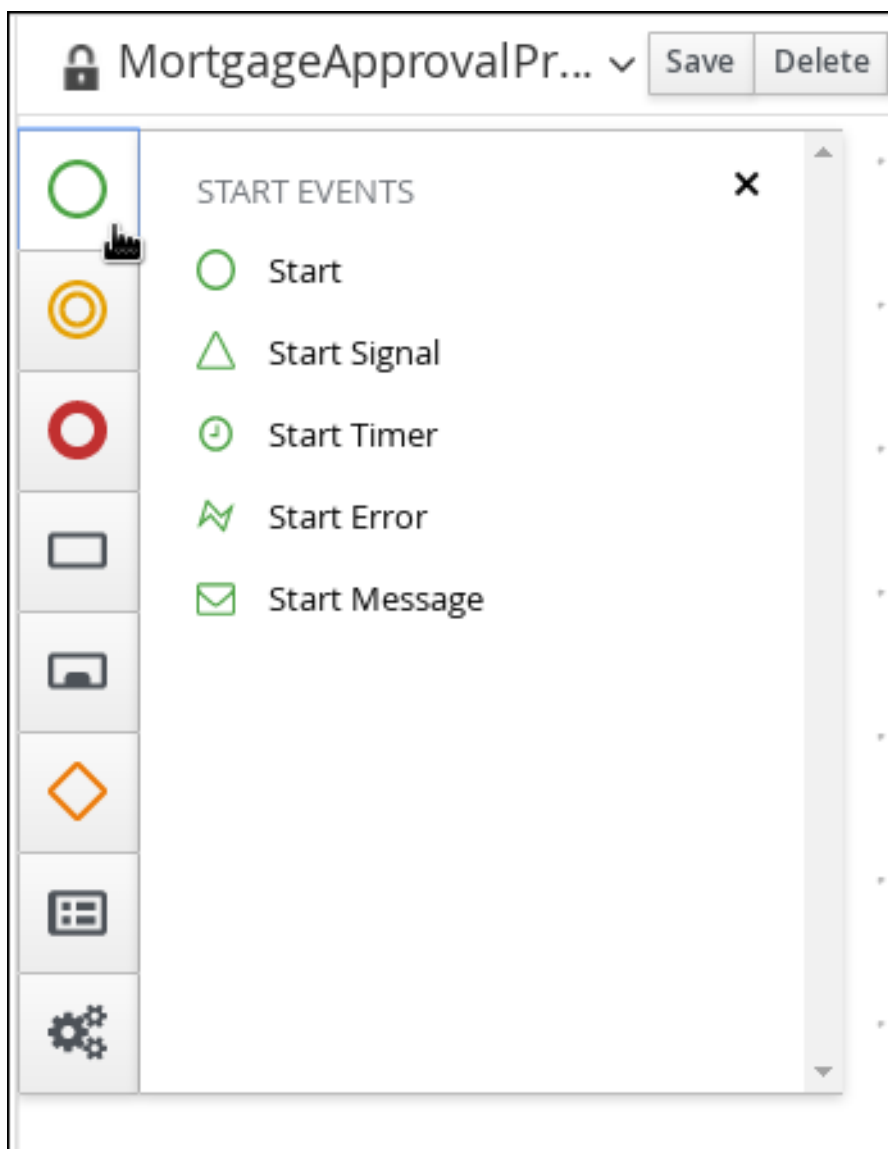 MortgageApprovalPr... Save Delete
START EVENTS
Start
Start Signal
Start Timer
Start Error
Start Message